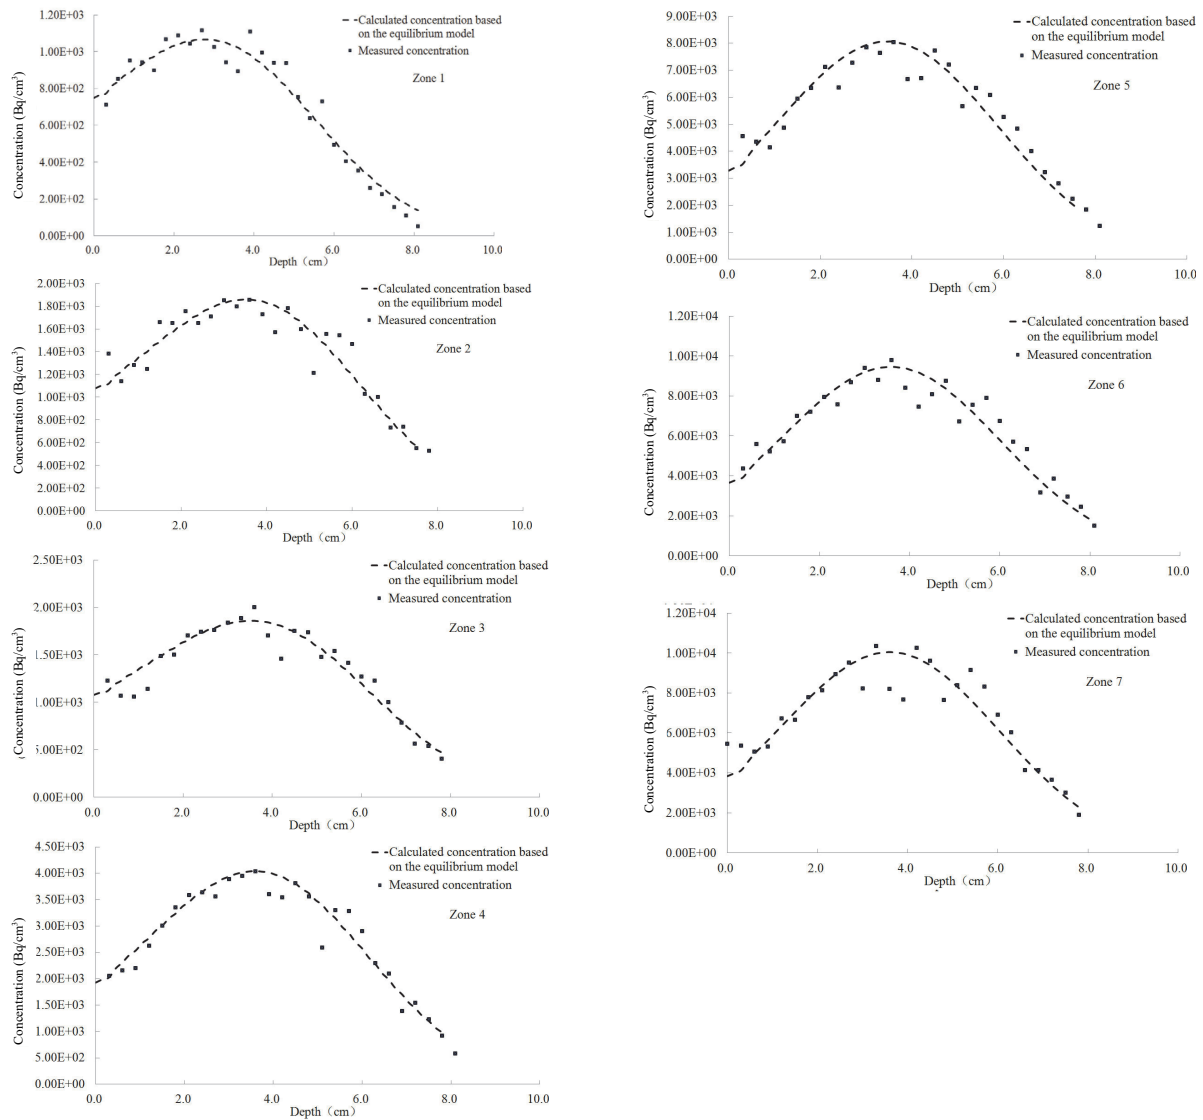 1.20E+03
1.00E+03
8.00E+02
6.00E+02
4.00E+02
2.00E+02
0.00E+00
Concentration (Bq/cm³)
0.0 2.0 4.0 6.0 8.0 10.0
Depth（cm）
Calculated concentration based
on the equilibrium model
Measured concentration
Zone 1
2.00E+03
1.80E+03
1.60E+03
1.40E+03
1.20E+03
1.00E+03
8.00E+02
6.00E+02
4.00E+02
2.00E+02
0.00E+00
Concentration (Bq/cm³)
0.0 2.0 4.0 6.0 8.0 10.0
Depth（cm）
Calculated concentration based
on the equilibrium model
Measured concentration
Zone 2
2.50E+03
2.00E+03
1.50E+03
1.00E+03
5.00E+02
0.00E+00
Concentration (Bq/cm³)
0.0 2.0 4.0 6.0 8.0 10.0
Depth（cm）
Calculated concentration based
on the equilibrium model
Measured concentration
Zone 3
4.50E+03
4.00E+03
3.50E+03
3.00E+03
2.50E+03
2.00E+03
1.50E+03
1.00E+03
5.00E+02
0.00E+00
Concentration (Bq/cm³)
0.0 2.0 4.0 6.0 8.0 10.0
Depth（cm）
Calculated concentration based
on the equilibrium model
Measured concentration
Zone 4
9.00E+03
8.00E+03
7.00E+03
6.00E+03
5.00E+03
4.00E+03
3.00E+03
2.00E+03
1.00E+03
0.00E+00
Concentration (Bq/cm³)
0.0 2.0 4.0 6.0 8.0 10.0
Depth（cm）
Calculated concentration based
on the equilibrium model
Measured concentration
Zone 5
1.20E+04
1.00E+04
8.00E+03
6.00E+03
4.00E+03
2.00E+03
0.00E+00
Concentration (Bq/cm³)
0.0 2.0 4.0 6.0 8.0 10.0
Depth（cm）
Calculated concentration based
on the equilibrium model
Measured concentration
Zone 6
1.20E+04
1.00E+04
8.00E+03
6.00E+03
4.00E+03
2.00E+03
0.00E+00
Concentration (Bq/cm³)
0.0 2.0 4.0 6.0 8.0 10.0
Depth（cm）
Calculated concentration based
on the equilibrium model
Measured concentration
Zone 7